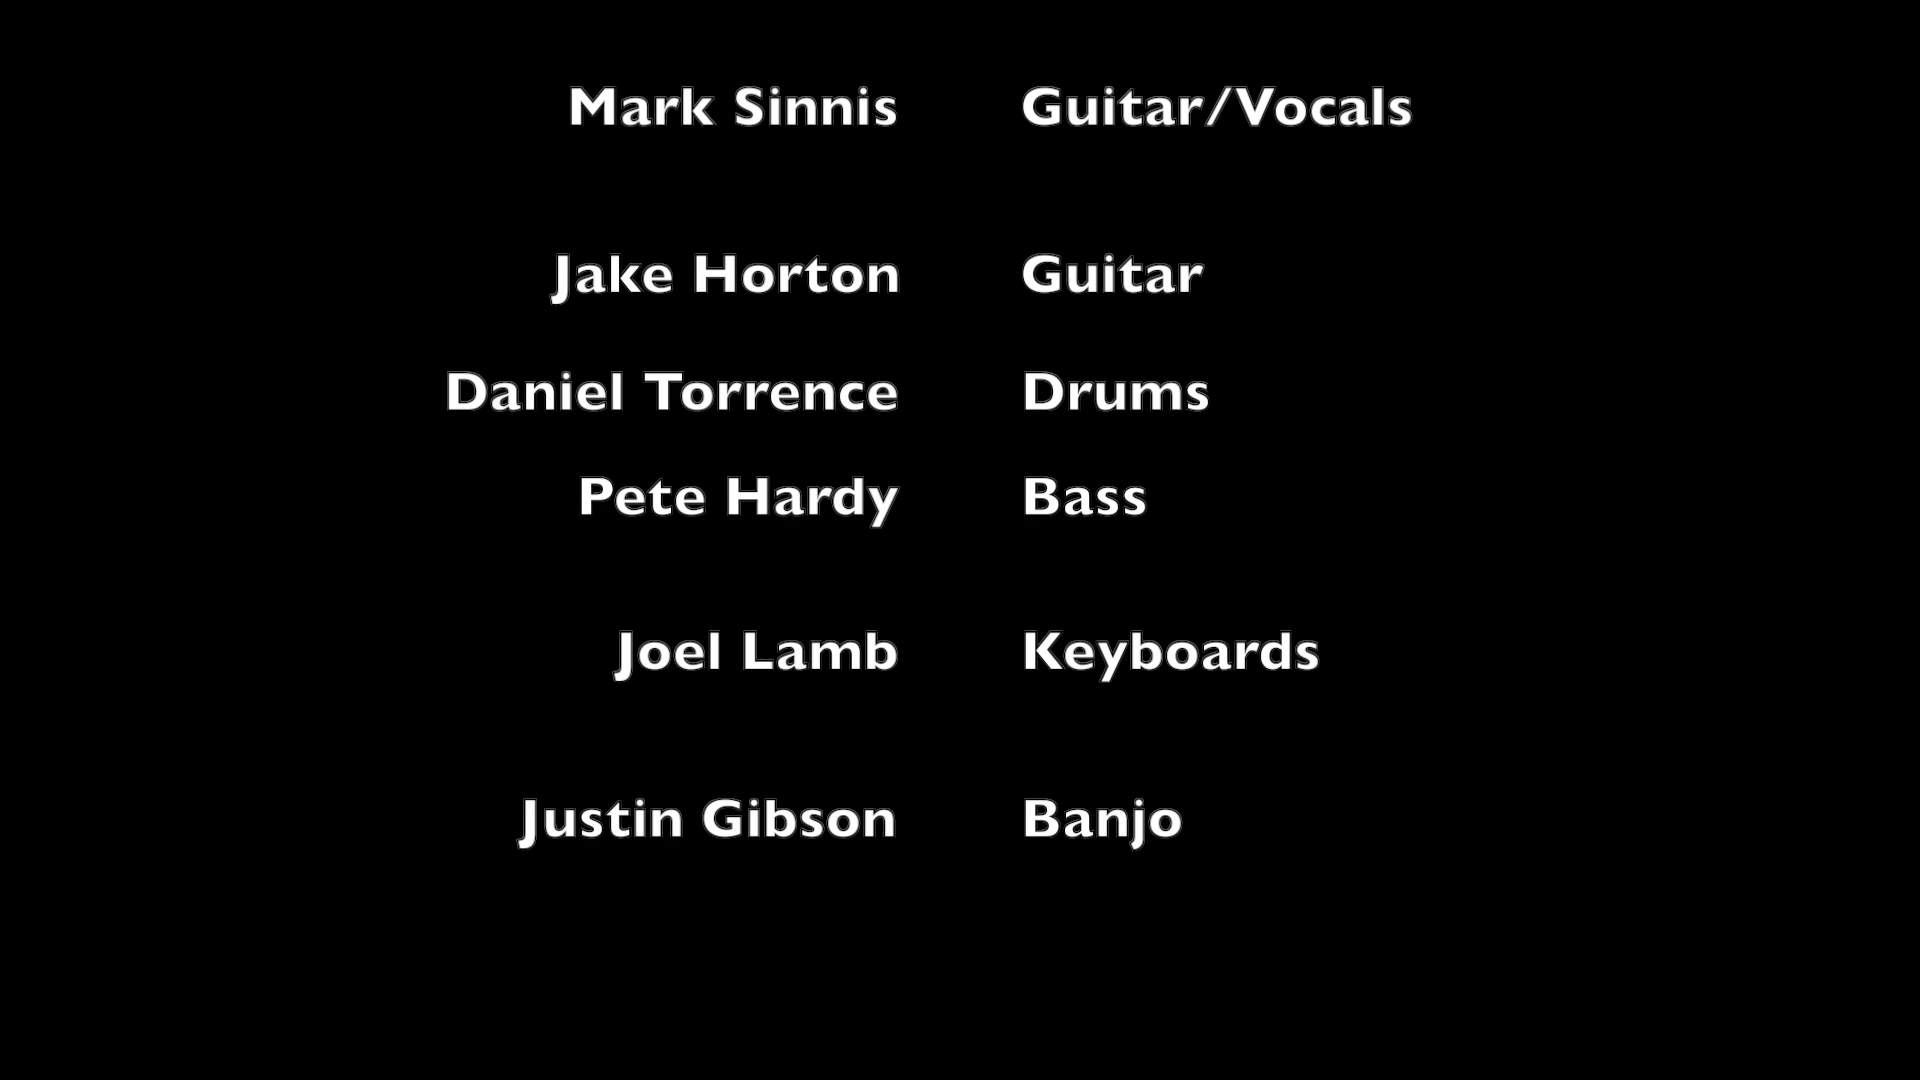 Mark Sinnis Guitar/Vocals
Jake Horton Guitar
Daniel Torrence Drums
Pete Hardy Bass
Joel Lamb Keyboards
Justin Gibson Banjo